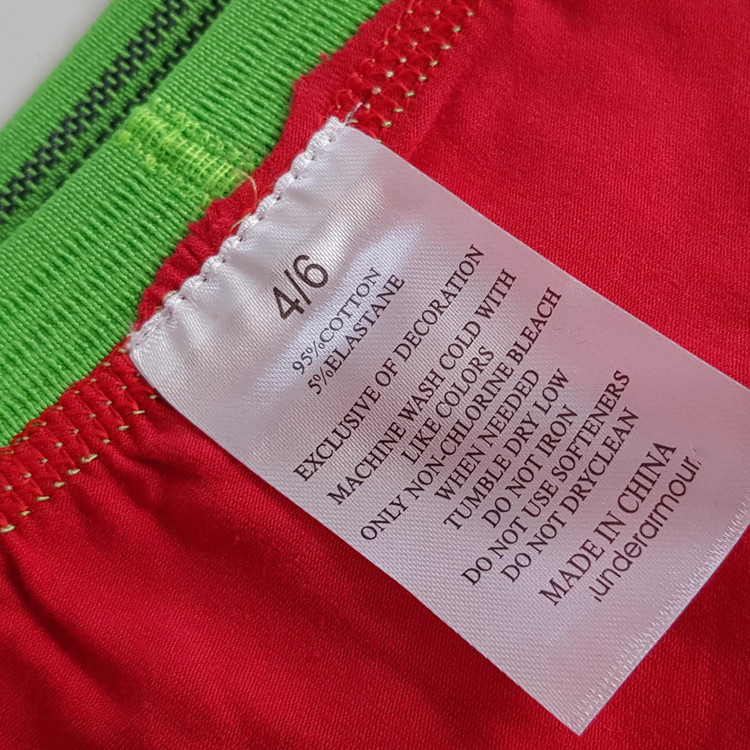 4/6
95%COTTON
5%ELASTANE
EXCLUSIVE OF DECORATION
MACHINE WASH COLD WITH
LIKE COLORS
ONLY NON-CHLORINE BLEACH
WHEN NEEDED
TUMBLE DRY LOW
DO NOT IRON
DO NOT USE SOFTENERS
DO NOT DRYCLEAN
MADE IN CHINA
underarmour